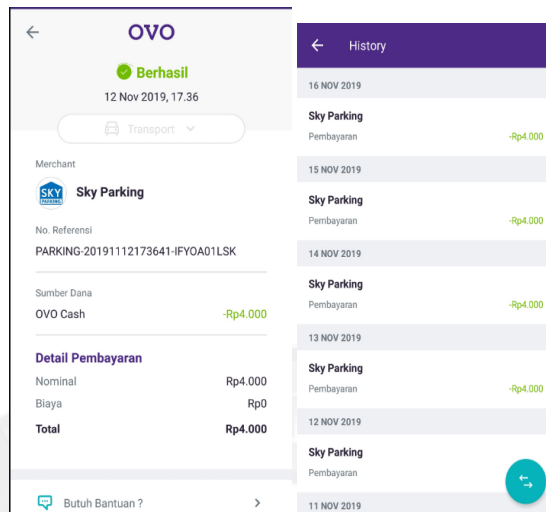 OVO
Berhasil
12 Nov 2019, 17.36
Transport
Merchant
SKY PARKING
Sky Parking
No. Referensi
PARKING-20191112173641-IFYOA01LSK
Sumber Dana
OVO Cash -Rp4.000
Detail Pembayaran
Nominal Rp4.000
Biaya Rp0
Total Rp4.000
Butuh Bantuan ?
History
16 NOV 2019
Sky Parking
Pembayaran -Rp4.000
15 NOV 2019
Sky Parking
Pembayaran -Rp4.000
14 NOV 2019
Sky Parking
Pembayaran -Rp4.000
13 NOV 2019
Sky Parking
Pembayaran -Rp4.000
12 NOV 2019
Sky Parking
Pembayaran
11 NOV 2019